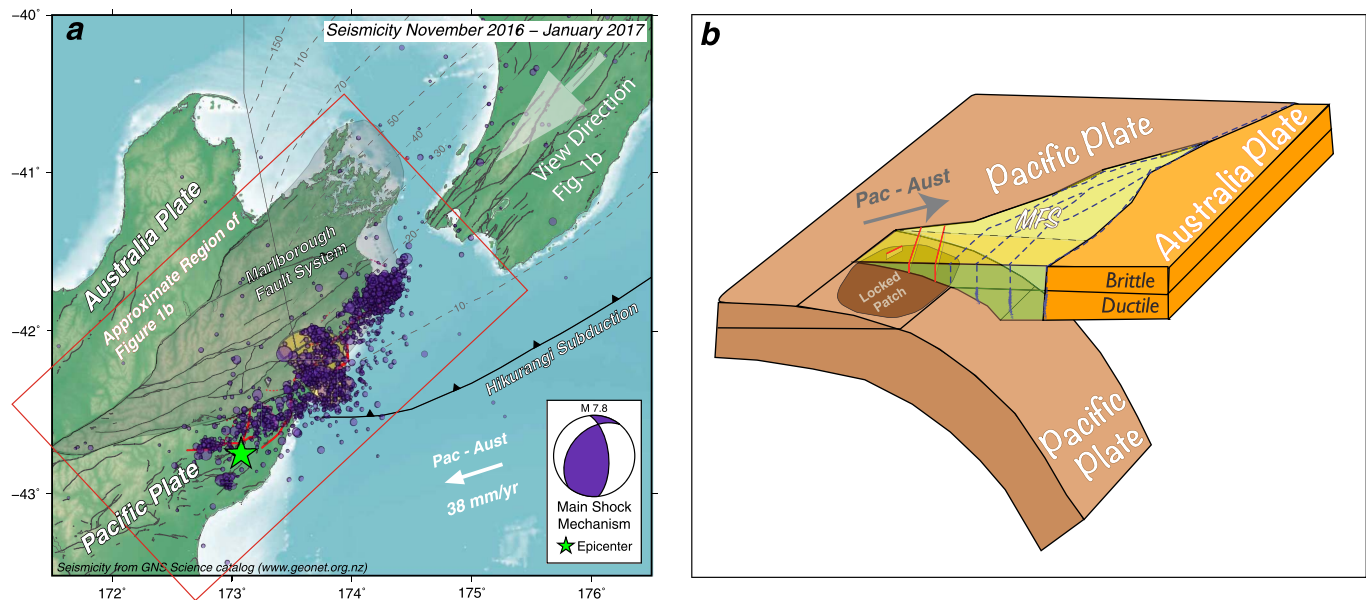 a
Seismicity November 2016 – January 2017
−40˚
−41˚
−42˚
−43˚
150
110
70
50
40
30
20
10
View Direction
Fig. 1b
Australia Plate
Approximate Region of
Figure 1b
Marlborough
Fault System
Hikurangi Subduction
Pac - Aust
38 mm/yr
Pacific Plate
M 7.8
Main Shock
Mechanism
Epicenter
Seismicity from GNS Science catalog (www.geonet.org.nz)
172˚
173˚
174˚
175˚
176˚
b
Pacific Plate
Australia Plate
Pac - Aust
MFS
Locked
Patch
Brittle
Ductile
Pacific
Plate